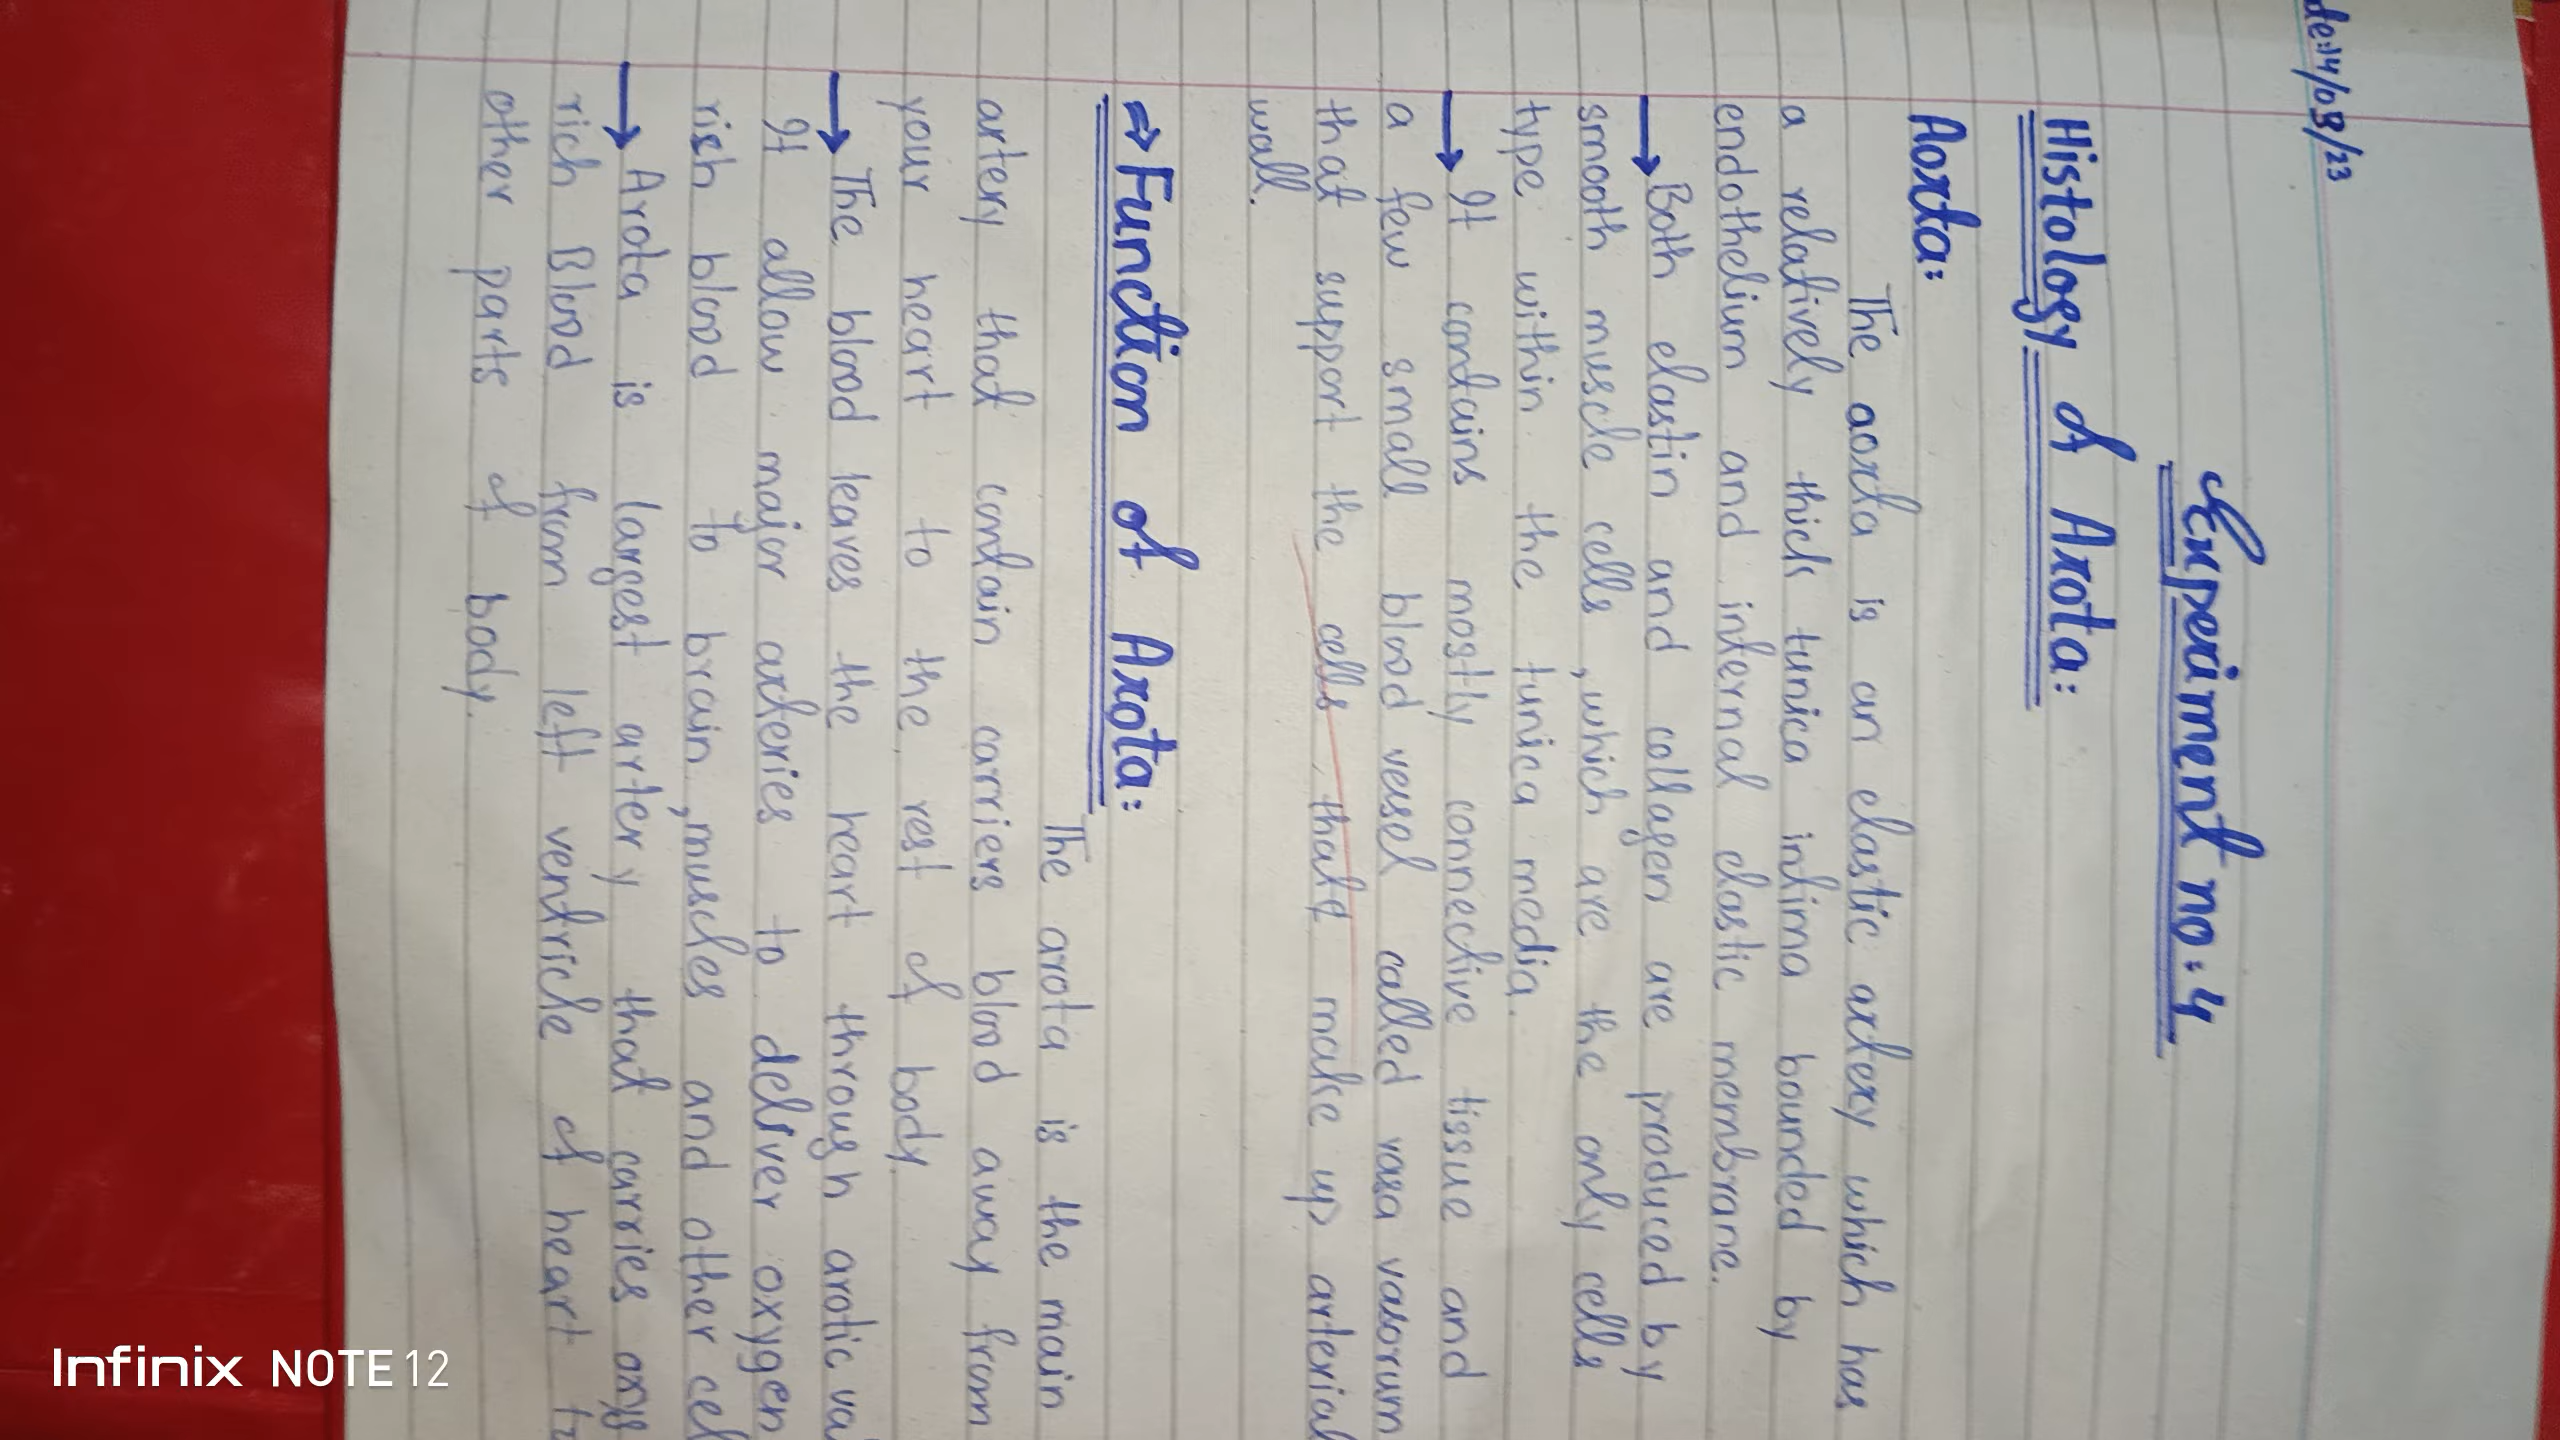 de:14/08/23
Experiment no:4
Histology of Arota:
Aorta:
The aorta is an elastic artery which has
a relatively thick tunica intima bounded by
endothelium and internal elastic membrane.
→ Both elastin and collagen are produced by
smooth muscle cells, which are the only cells
type within the tunica media.
→ It contains mostly connective tissue and
a few small blood vesel called vasa vasorum
that support the cells, that make up arterial
wall.
⇒ Function of Arota:
The arota is the main
artery that contain carriers blood away from
your heart to the rest of body.
→ The blood leaves the heart through arotic va
It allow major arteries to deliver oxygen
rich blood to brain, muscles and other cel
→ Arota is largest artery that carries oxy
rich Blood from left ventricle of heart to
other parts of body.
Infinix NOTE 12